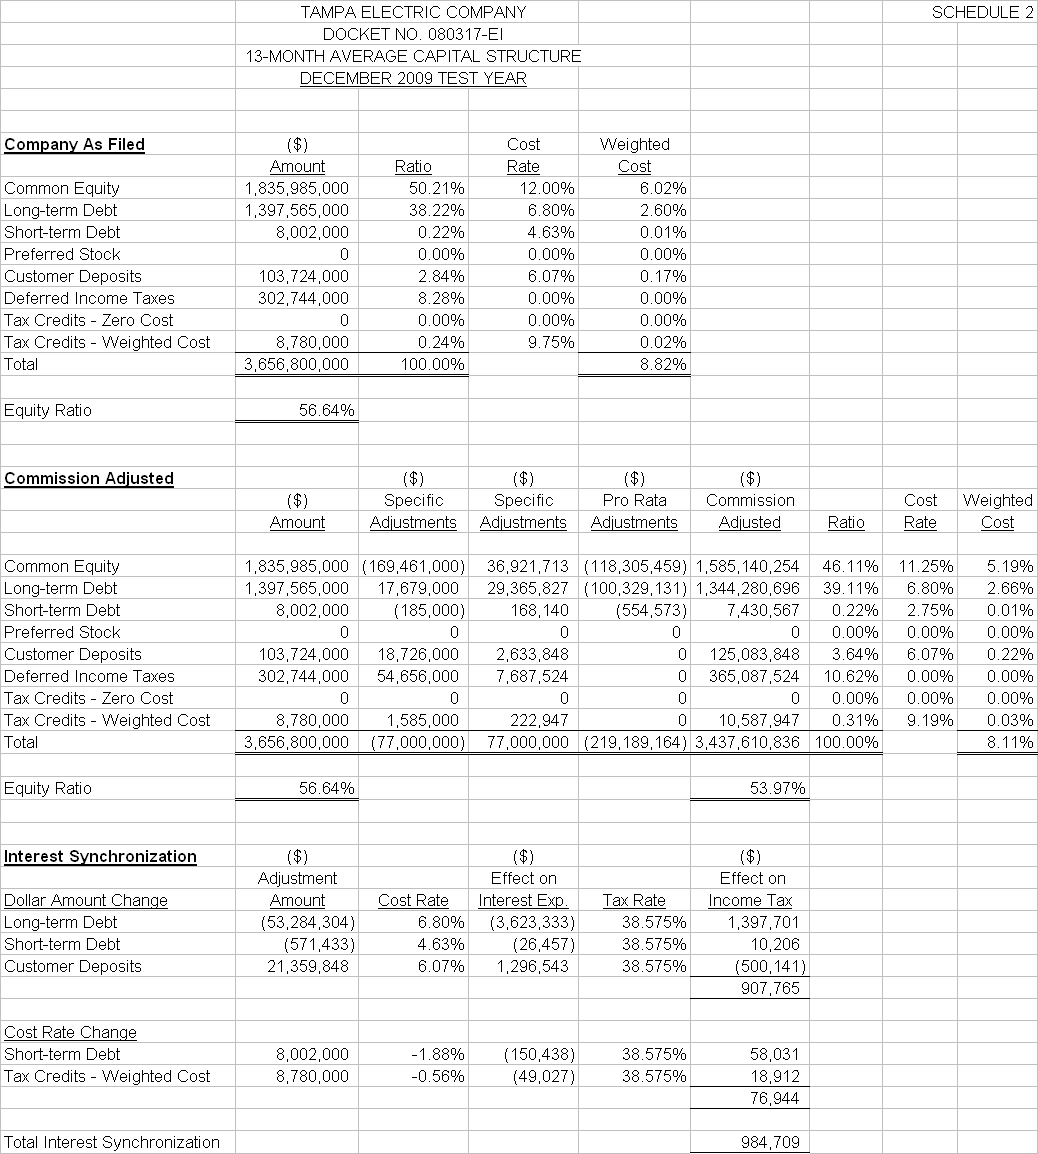 TAMPA ELECTRIC COMPANY SCHEDULE 2
DOCKET NO. 080317-EI
13-MONTH AVERAGE CAPITAL STRUCTURE
DECEMBER 2009 TEST YEAR
Company As Filed ($) Cost Weighted
Amount Ratio Rate Cost
Common Equity 1,835,985,000 50.21% 12.00% 6.02%
Long-term Debt 1,397,565,000 38.22% 6.80% 2.60%
Short-term Debt 8,002,000 0.22% 4.63% 0.01%
Preferred Stock 0 0.00% 0.00% 0.00%
Customer Deposits 103,724,000 2.84% 6.07% 0.17%
Deferred Income Taxes 302,744,000 8.28% 0.00% 0.00%
Tax Credits - Zero Cost 0 0.00% 0.00% 0.00%
Tax Credits - Weighted Cost 8,780,000 0.24% 9.75% 0.02%
Total 3,656,800,000 100.00% 8.82%
Equity Ratio 56.64%
Commission Adjusted ($) ($) ($) ($)
($) Specific Specific Pro Rata Commission Cost Weighted
Amount Adjustments Adjustments Adjustments Adjusted Ratio Rate Cost
Common Equity 1,835,985,000 (169,461,000) 36,921,713 (118,305,459) 1,585,140,254 46.11% 11.25% 5.19%
Long-term Debt 1,397,565,000 17,679,000 29,365,827 (100,329,131) 1,344,280,696 39.11% 6.80% 2.66%
Short-term Debt 8,002,000 (185,000) 168,140 (554,573) 7,430,567 0.22% 2.75% 0.01%
Preferred Stock 0 0 0 0 0 0.00% 0.00% 0.00%
Customer Deposits 103,724,000 18,726,000 2,633,848 0 125,083,848 3.64% 6.07% 0.22%
Deferred Income Taxes 302,744,000 54,656,000 7,687,524 0 365,087,524 10.62% 0.00% 0.00%
Tax Credits - Zero Cost 0 0 0 0 0 0.00% 0.00% 0.00%
Tax Credits - Weighted Cost 8,780,000 1,585,000 222,947 0 10,587,947 0.31% 9.19% 0.03%
Total 3,656,800,000 (77,000,000) 77,000,000 (219,189,164) 3,437,610,836 100.00% 8.11%
Equity Ratio 56.64% 53.97%
Interest Synchronization ($) ($) ($)
Adjustment Effect on Effect on
Dollar Amount Change Amount Cost Rate Interest Exp. Tax Rate Income Tax
Long-term Debt (53,284,304) 6.80% (3,623,333) 38.575% 1,397,701
Short-term Debt (571,433) 4.63% (26,457) 38.575% 10,206
Customer Deposits 21,359,848 6.07% 1,296,543 38.575% (500,141)
907,765
Cost Rate Change
Short-term Debt 8,002,000 -1.88% (150,438) 38.575% 58,031
Tax Credits - Weighted Cost 8,780,000 -0.56% (49,027) 38.575% 18,912
76,944
Total Interest Synchronization 984,709